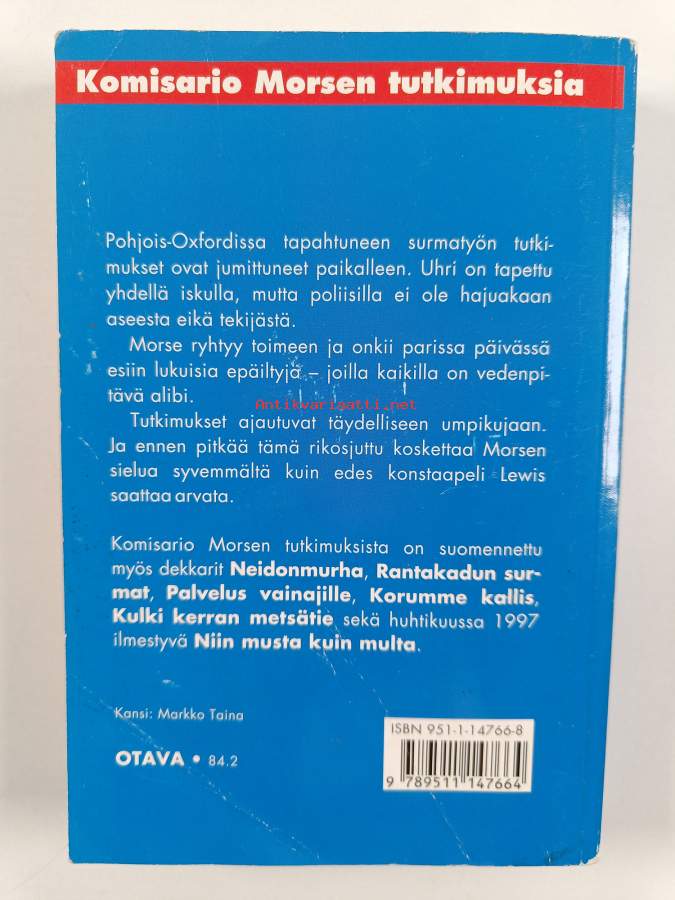 Komisario Morsen tutkimuksia
Pohjois-Oxfordissa tapahtuneen surmatyön tutki-
mukset ovat jumittuneet paikalleen. Uhri on tapettu
yhdellä iskulla, mutta poliisilla ei ole hajuakaan
aseesta eikä tekijästä.
Morse ryhtyy toimeen ja onkii parissa päivässä
esiin lukuisia epäiltyjä – joilla kaikilla on vedenpi-
tävä alibi.
Antikvariaatti.net
Tutkimukset ajautuvat täydelliseen umpikujaan.
Ja ennen pitkää tämä rikosjuttu koskettaa Morsen
sielua syvemmältä kuin edes konstaapeli Lewis
saattaa arvata.
Komisario Morsen tutkimuksista on suomennettu
myös dekkarit Neidonmurha, Rantakadun sur-
mat, Palvelus vainajille, Korumme kallis,
Kulki kerran metsätie sekä huhtikuussa 1997
ilmestyvä Niin musta kuin multa.
Kansi: Markko Taina
OTAVA • 84.2
ISBN 951-1-14766-8
9 789511 147664